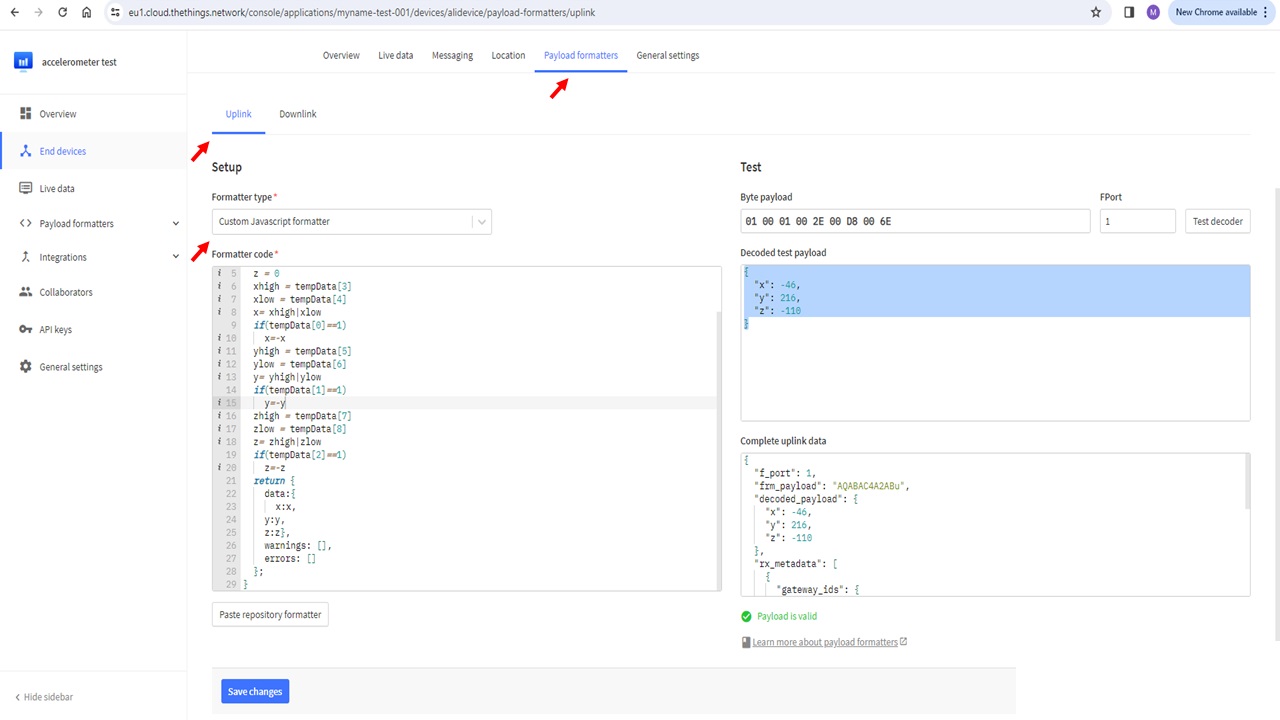 eu1.cloud.thethings.network/console/applications/myname-test-001/devices/alidevice/payload-formatters/uplink
M
New Chrome available
accelerometer test
Overview
Live data
Messaging
Location
Payload formatters
General settings
Overview
End devices
Live data
Payload formatters
Integrations
Collaborators
API keys
General settings
Hide sidebar
Uplink
Downlink
Setup
Formatter type*
Custom Javascript formatter
Formatter code*
i 5 z = 0
i 6 xhigh = tempData[3]
i 7 xlow = tempData[4]
i 8 x= xhigh|xlow
9 if(tempData[0]==1)
i 10 x=-x
i 11 yhigh = tempData[5]
i 12 ylow = tempData[6]
i 13 y= yhigh|ylow
14 if(tempData[1]==1)
i 15 y=-y
i 16 zhigh = tempData[7]
i 17 zlow = tempData[8]
i 18 z= zhigh|zlow
19 if(tempData[2]==1)
i 20 z=-z
21 return {
22 data:{
23 x:x,
24 y:y,
25 z:z},
26 warnings: [],
27 errors: []
28 };
29 }
Paste repository formatter
Save changes
Test
Byte payload
01 00 01 00 2E 00 D8 00 6E
FPort
1
Test decoder
Decoded test payload
{
"x": -46,
"y": 216,
"z": -110
}
Complete uplink data
{
"f_port": 1,
"frm_payload": "AQABAC4A2ABu",
"decoded_payload": {
"x": -46,
"y": 216,
"z": -110
},
"rx_metadata": [
{
"gateway_ids": {
Payload is valid
Learn more about payload formatters